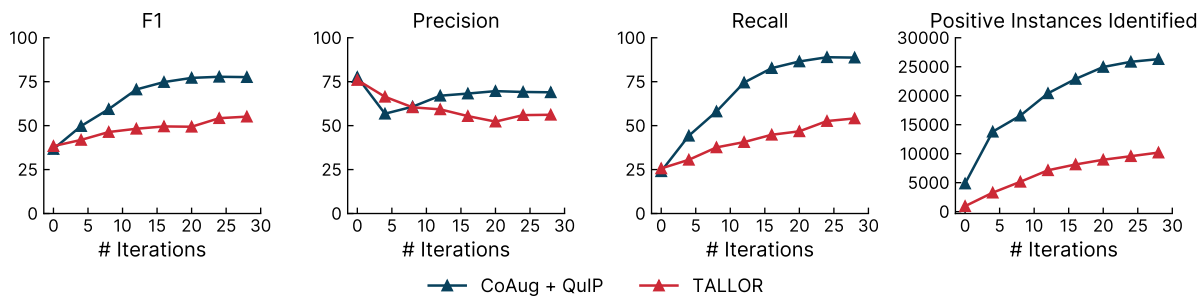 F1
100
75
50
25
0
0 5 10 15 20 25 30
# Iterations
Precision
100
75
50
25
0
0 5 10 15 20 25 30
# Iterations
Recall
100
75
50
25
0
0 5 10 15 20 25 30
# Iterations
Positive Instances Identified
30000
25000
20000
15000
10000
5000
0
0 5 10 15 20 25 30
# Iterations
CoAug + QuIP
TALLOR